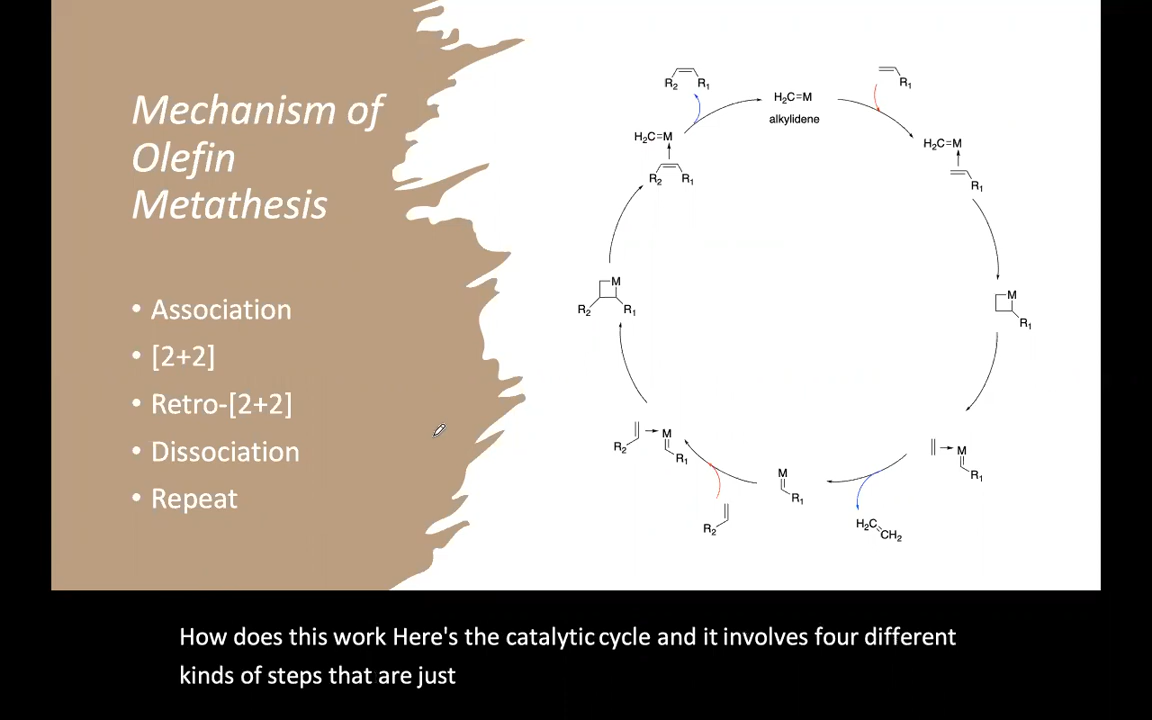 Mechanism of
Olefin
Metathesis
• Association
• [2+2]
• Retro-[2+2]
• Dissociation
• Repeat
R₂ R₁
H₂C=M
alkylidene
R₁
H₂C=M
R₁
M
R₁
M
R₁
H₂C CH₂
M
R₁
R₂
R₂
M
R₁
M
R₂ R₁
H₂C=M
R₂ R₁
How does this work Here's the catalytic cycle and it involves four different
kinds of steps that are just